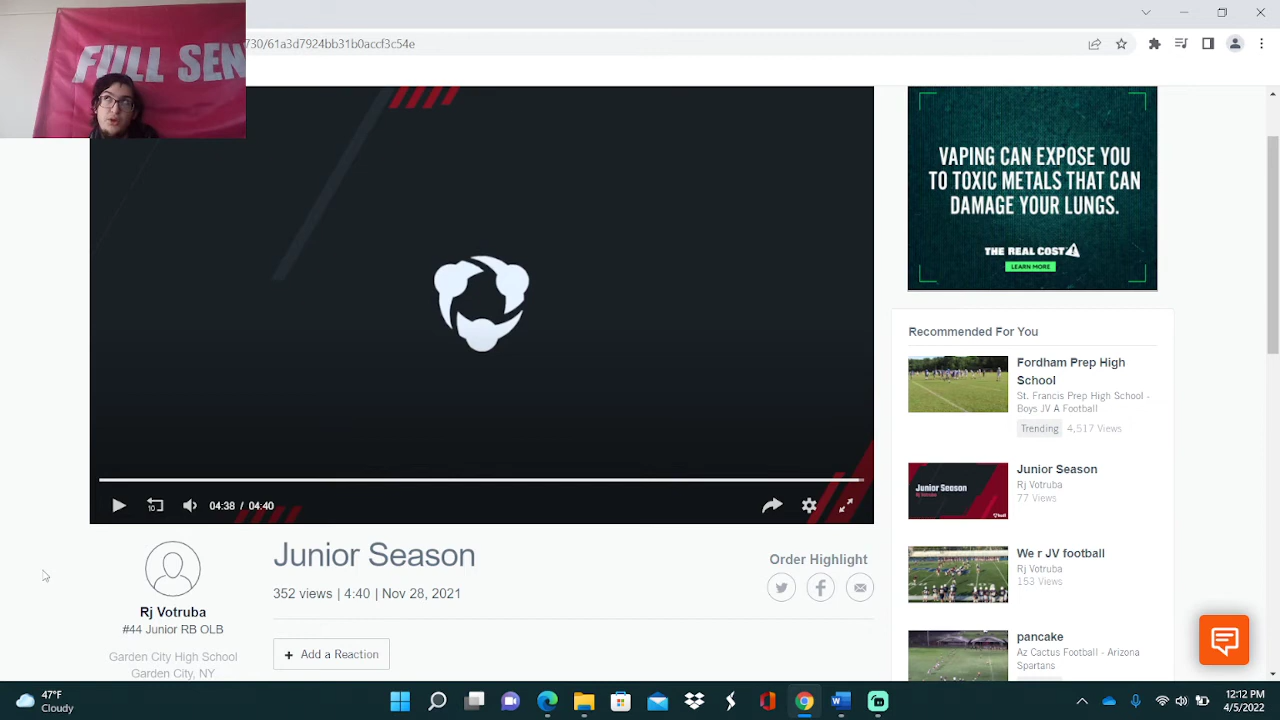 FULL SEN
730/61a3d7924bb31b0accf3c54e
VAPING CAN EXPOSE YOU
TO TOXIC METALS THAT CAN
DAMAGE YOUR LUNGS.
THE REAL COST
LEARN MORE
Recommended For You
Fordham Prep High
School
St. Francis Prep High School -
Boys JV A Football
Trending 4,517 Views
Junior Season
Rj Votruba
77 Views
Junior Season
Rj Votruba
hudl
We r JV football
Rj Votruba
153 Views
pancake
Az Cactus Football - Arizona
Spartans
10
04:38 / 04:40
Junior Season
352 views | 4:40 | Nov 28, 2021
Order Highlight
Rj Votruba
#44 Junior RB OLB
Garden City High School
Garden City, NY
+ Add a Reaction
47°F
Cloudy
12:12 PM
4/5/2022